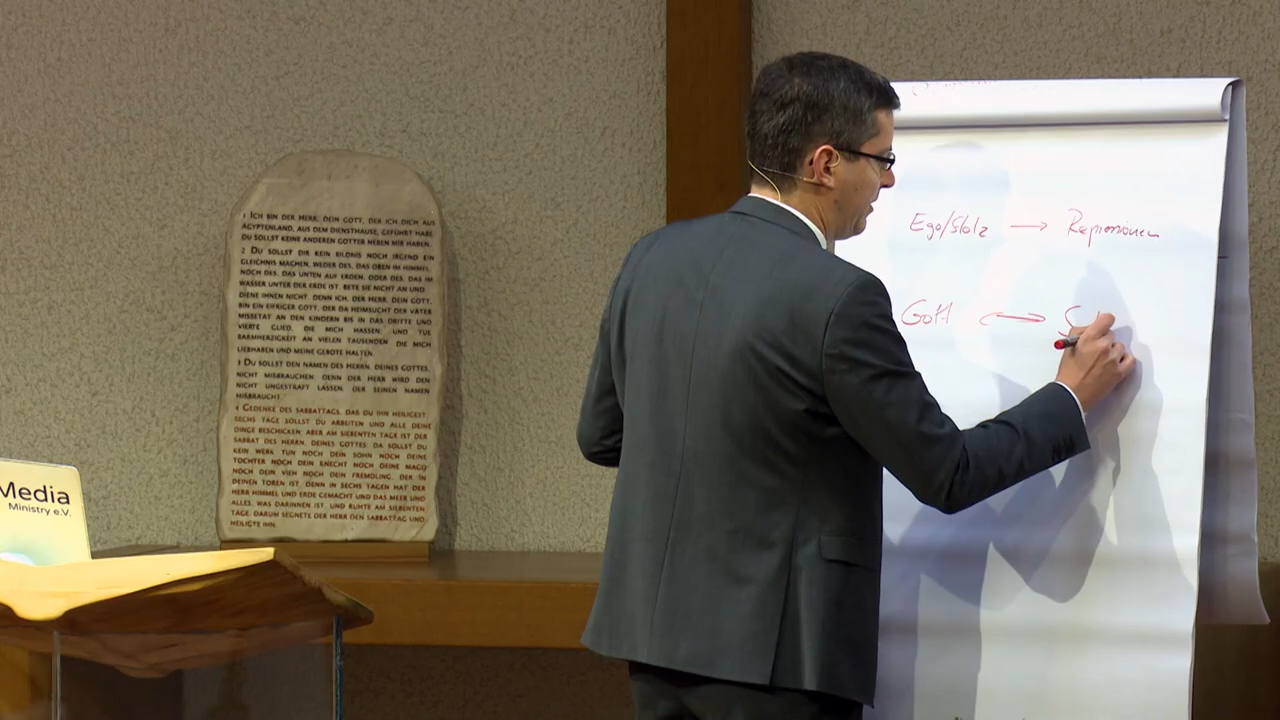 1 ICH BIN DER HERR, DEIN GOTT, DER ICH DICH AUS
ÄGYPTENLAND, AUS DEM DIENSTHAUSE, GEFÜHRT HABE
DU SOLLST KEINE ANDEREN GÖTTER NEBEN MIR HABEN.
2 DU SOLLST DIR KEIN BILDNIS NOCH IRGEND EIN
GLEICHNIS MACHEN, WEDER DES, DAS OBEN IM HIMMEL,
NOCH DES, DAS UNTEN AUF ERDEN, ODER DES, DAS IM
WASSER UNTER DER ERDE IST. BETE SIE NICHT AN UND
DIENE IHNEN NICHT. DENN ICH, DER HERR, DEIN GOTT,
BIN EIN EIFRIGER GOTT, DER DA HEIMSUCHT DER VÄTER
MISSETAT AN DEN KINDERN BIS IN DAS DRITTE UND
VIERTE GLIED, DIE MICH HASSEN; UND TUE
BARMHERZIGKEIT AN VIELEN TAUSENDEN, DIE MICH
LIEBHABEN UND MEINE GEBOTE HALTEN.
3 DU SOLLST DEN NAMEN DES HERRN, DEINES GOTTES,
NICHT MISBRAUCHEN; DENN DER HERR WIRD DEN
NICHT UNGESTRAFT LASSEN, DER SEINEN NAMEN
MISBRAUCHT.
4 GEDENKE DES SABBATTAGS, DAS DU IHN HEILIGEST.
SECHS TAGE SOLLST DU ARBEITEN UND ALLE DEINE
DINGE BESCHICKEN; ABER AM SIEBENTEN TAGE IST DER
SABBAT DES HERRN, DEINES GOTTES; DA SOLLST DU
KEIN WERK TUN NOCH DEIN SOHN NOCH DEINE
TOCHTER NOCH DEIN KNECHT NOCH DEINE MAGD
NOCH DEIN VIEH NOCH DEIN FREMDLING, DER IN
DEINEN TOREN IST. DENN IN SECHS TAGEN HAT DER
HERR HIMMEL UND ERDE GEMACHT UND DAS MEER UND
ALLES, WAS DARINNEN IST, UND RUHTE AM SIEBENTEN
TAGE. DARUM SEGNETE DER HERR DEN SABBATTAG UND
HEILIGTE IHN.
Media
Ministry e.V.
Ego/Stolz →
Gott ↔